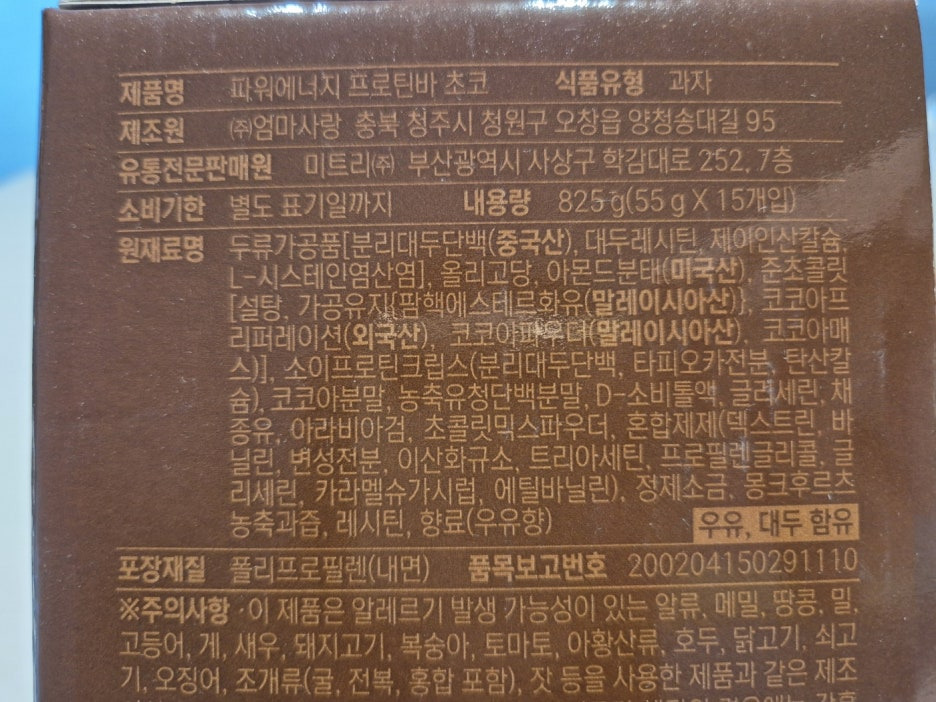 제품명 파워에너지 프로틴바 초코 식품유형 과자
제조원 ㈜엄마사랑 충북 청주시 청원구 오창읍 양청송대길 95
유통전문판매원 미트리㈜ 부산광역시 사상구 학감대로 252, 7층
소비기한 별도 표기일까지 내용량 825 g(55 g X 15개입)
원재료명 두류가공품[분리대두단백(중국산), 대두레시틴, 제이인산칼슘,
L-시스테인염산염], 올리고당, 아몬드분태(미국산), 준초콜릿
[설탕, 가공유지{팜핵에스테르화유(말레이시아산)}, 코코아프
리퍼레이션(외국산), 코코아파우더(말레이시아산), 코코아매
스)], 소이프로틴크립스(분리대두단백, 타피오카전분, 탄산칼
슘), 코코아분말, 농축유청단백분말, D-소비톨액, 글리세린, 채
종유, 아라비아검, 초콜릿믹스파우더, 혼합제제(덱스트린, 바
닐린, 변성전분, 이산화규소, 트리아세틴, 프로필렌글리콜, 글
리세린, 카라멜슈가시럽, 에틸바닐린), 정제소금, 몽크후르츠
농축과즙, 레시틴, 향료(우유향) 우유, 대두 함유
포장재질 폴리프로필렌(내면) 품목보고번호 2002041502911​10
※주의사항 ·이 제품은 알레르기 발생 가능성이 있는 알류, 메밀, 땅콩, 밀,
고등어, 게, 새우, 돼지고기, 복숭아, 토마토, 아황산류, 호두, 닭고기, 쇠고
기, 오징어, 조개류(굴, 전복, 홍합 포함), 잣 등을 사용한 제품과 같은 제조